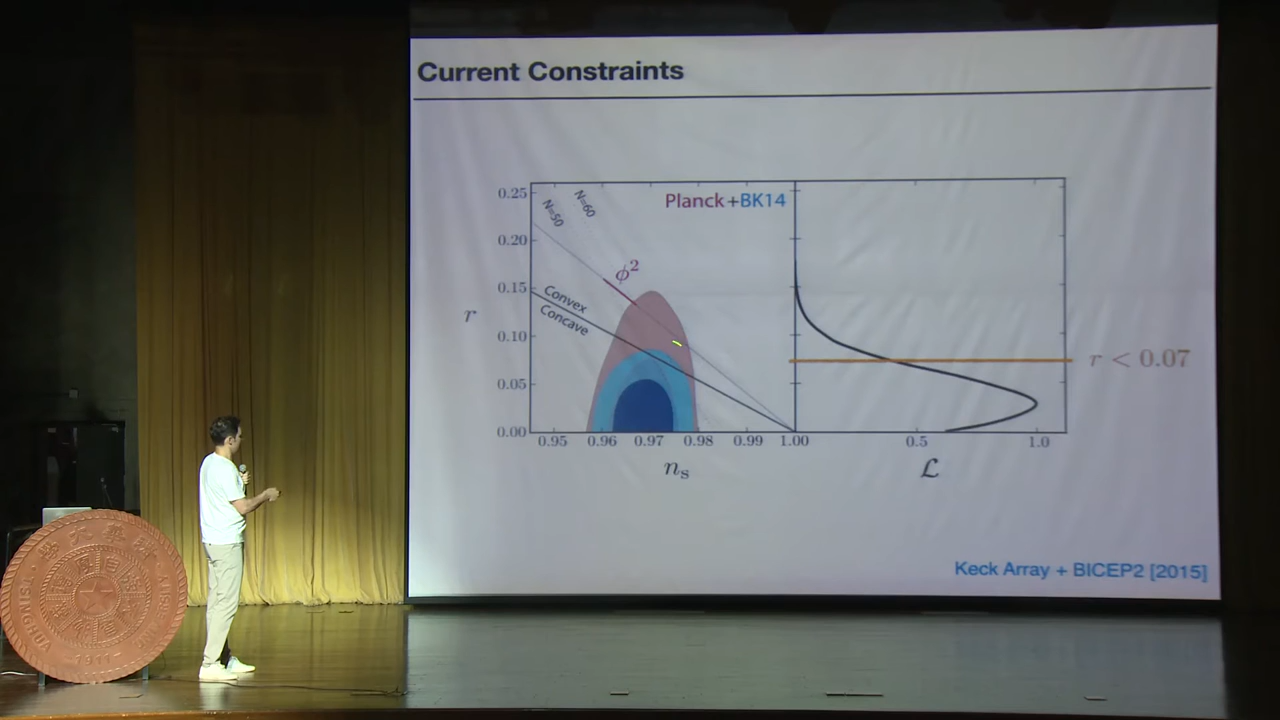 Current Constraints
0.25
0.20
0.15
0.10
0.05
0.00
r
N=50
N=60
Planck+BK14
ϕ²
Convex
Concave
r < 0.07
0.95 0.96 0.97 0.98 0.99 1.00 0.5 1.0
nₛ
ℒ
Keck Array + BICEP2 [2015]
1911